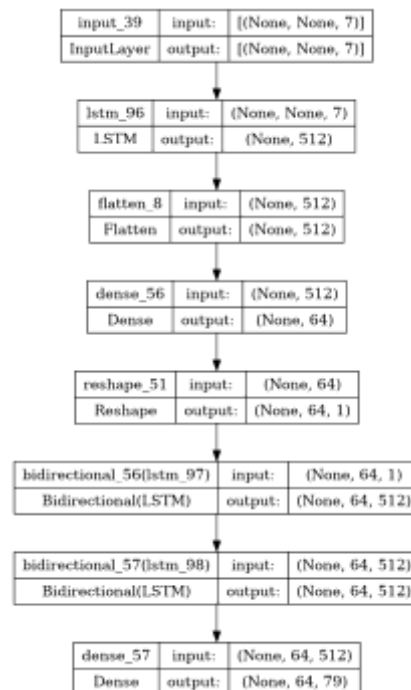 input_39 input: [(None, None, 7)]
InputLayer output: [(None, None, 7)]
lstm_96 input: (None, None, 7)
LSTM output: (None, 512)
flatten_8 input: (None, 512)
Flatten output: (None, 512)
dense_56 input: (None, 512)
Dense output: (None, 64)
reshape_51 input: (None, 64)
Reshape output: (None, 64, 1)
bidirectional_56(lstm_97) input: (None, 64, 1)
Bidirectional(LSTM) output: (None, 64, 512)
bidirectional_57(lstm_98) input: (None, 64, 512)
Bidirectional(LSTM) output: (None, 64, 512)
dense_57 input: (None, 64, 512)
Dense output: (None, 64, 79)